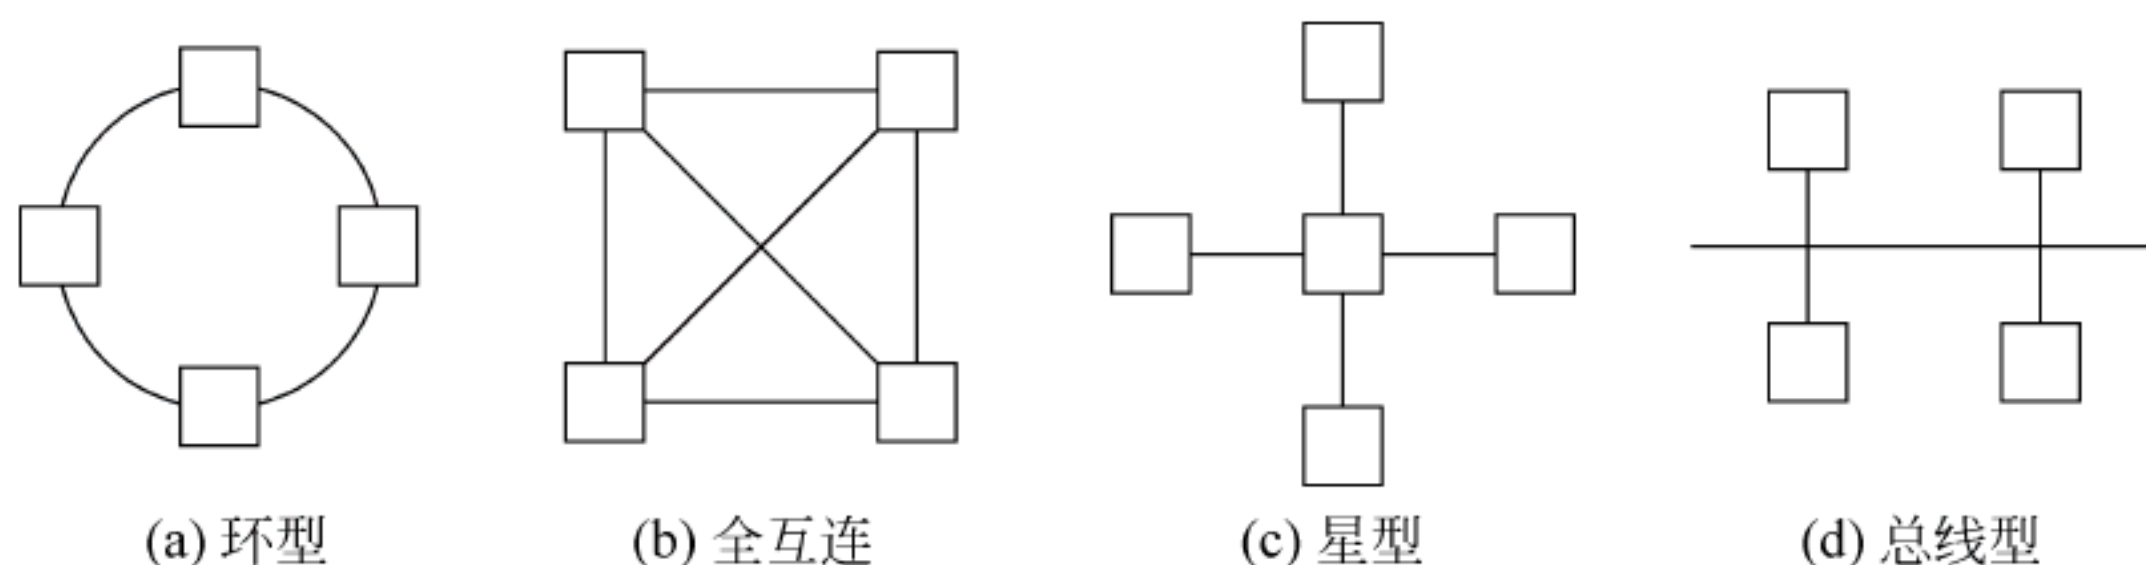 (a) 环型 (b) 全互连 (c) 星型 (d) 总线型